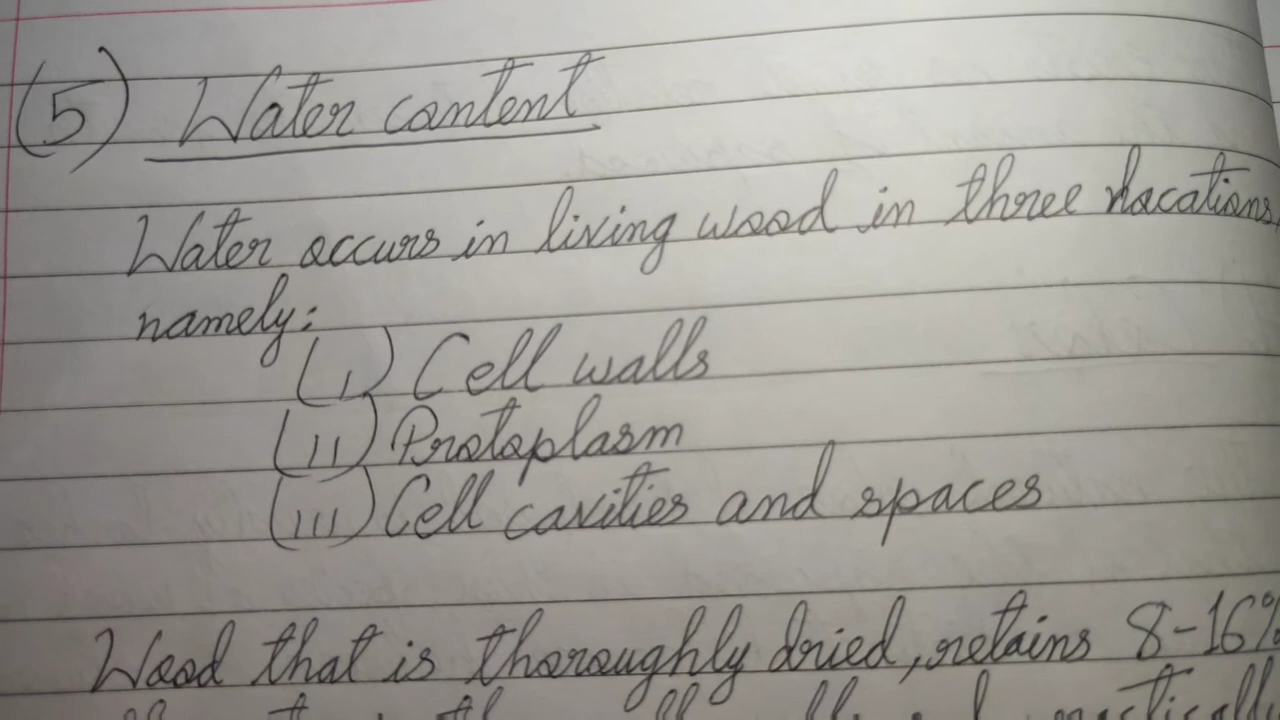 (5) Water content
Water occurs in living wood in three locations,
namely:
(i) Cell walls
(ii) Protoplasm
(iii) Cell cavities and spaces
Wood that is thoroughly dried, retains 8-16%